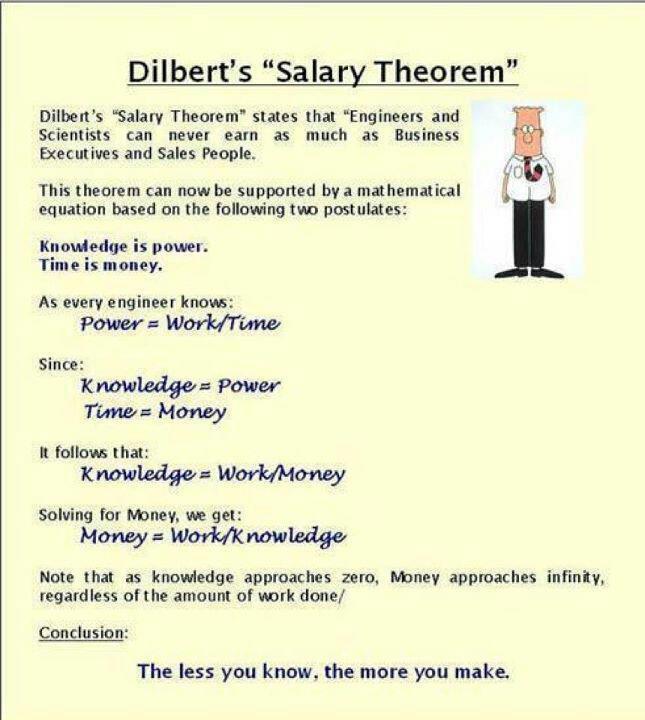 Dilbert's "Salary Theorem"
Dilbert's "Salary Theorem" states that "Engineers and
Scientists can never earn as much as Business
Executives and Sales People.
This theorem can now be supported by a mathematical
equation based on the following two postulates:
Knowledge is power.
Time is money.
As every engineer knows:
Power = Work/Time
Since:
Knowledge = Power
Time = Money
It follows that:
Knowledge = Work/Money
Solving for Money, we get:
Money = Work/Knowledge
Note that as knowledge approaches zero, Money approaches infinity,
regardless of the amount of work done/
Conclusion:
The less you know, the more you make.